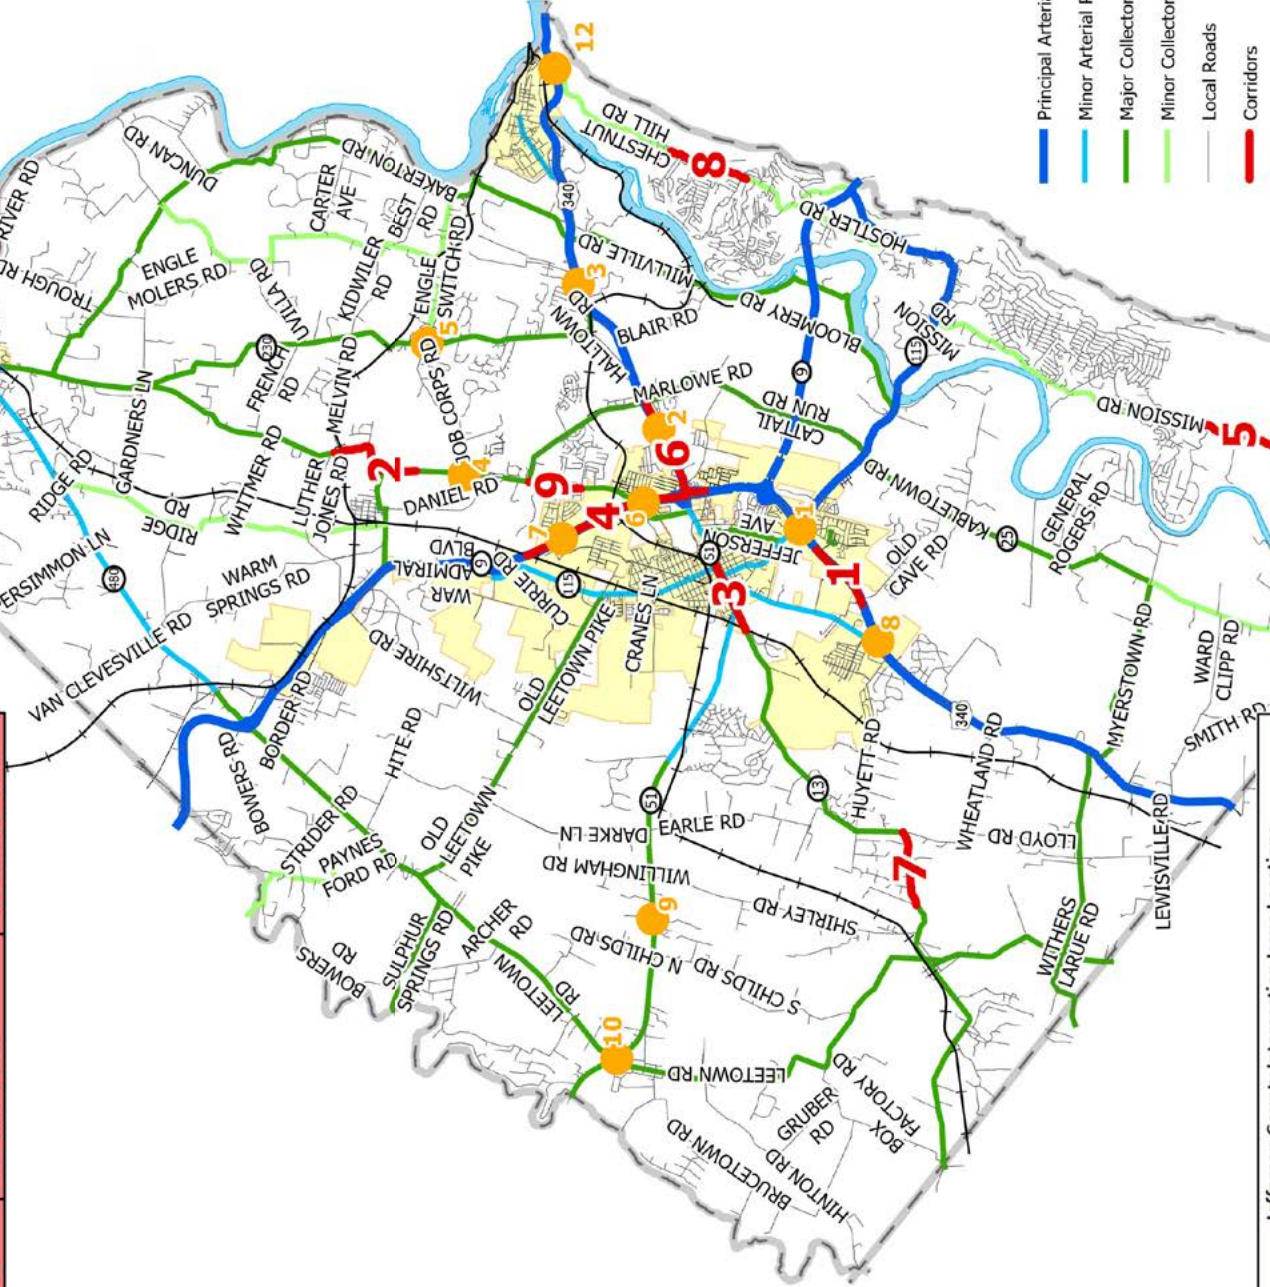 12
RIVER RD
DUNCAN RD
TROUGH RD
ENGLE
MOLERS RD
CARTER
AVE
BAKERTON RD
BEST
RD
KIDWILER
RD
UVILLA RD
ENGLE
SWITCH RD
CHESTNUT
HILL RD
8
340
MILLVILLE RD
HOSTLER RD
3
HALLTOWN RD
BLAIR RD
BLOOMERY RD
MISSION
RD
115
9
230
FRENCH
RD
MELVIN RD
5
JOB CORPS RD
MARLOWE RD
CATTAIL
RUN RD
MISSION RD
5
GARDNERS LN
WHITMER RD
LUTHER
JONES RD
2
4
DANIEL RD
9
2
6
KABLETOWN RD
25
GENERAL
ROGERS RD
RIDGE RD
RIDGE
RD
4
6
7
1
JEFFERSON
AVE
OLD
CAVE RD
1
480
WARM
SPRINGS RD
WAR
ADMIRAL
BLVD
9
CURRIE RD
115
51
3
8
CRANES LN
VAN CLEVESVILLE RD
WILTSHIRE RD
OLD
LEETOWN PIKE
MYERSTOWN RD
WARD
CLIPP RD
SMITH RD
BORDER RD
BOWERS RD
HITE RD
340
HUYETT RD
WHEATLAND RD
13
51
STRIDER RD
PAYNES
FORD RD
OLD
LEETOWN
PIKE
DARKE LN
EARLE RD
LLOYD RD
LEWISVILLE RD
WILLINGHAM RD
7
9
SHIRLEY RD
WITHERS
LARUE RD
BOWERS
RD
SULPHUR
SPRINGS RD
ARCHER
RD
N CHILDS RD
S CHILDS RD
LEETOWN
RD
10
LEETOWN RD
GRUBER
RD
BOX
FACTORY RD
BRUCETOWN RD
HINTON RD
Minor Collector
Local Roads
Corridors